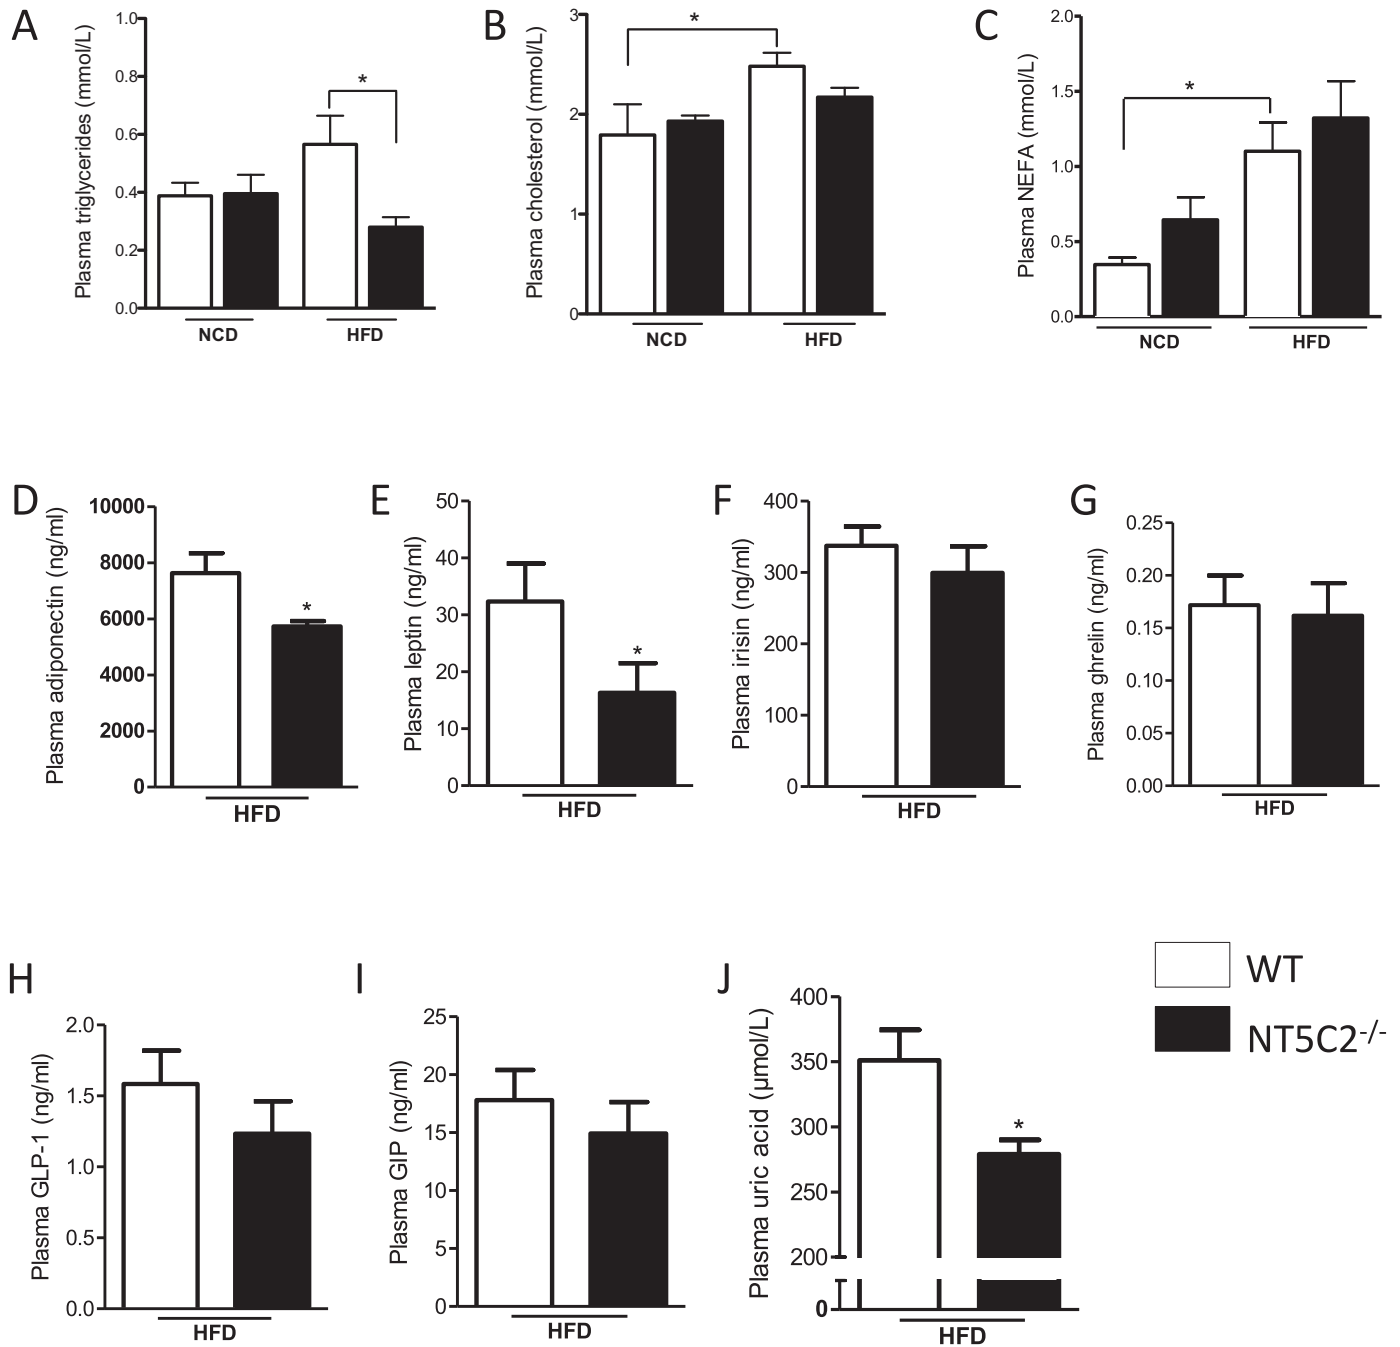 A
Plasma triglycerides (mmol/L)
1.0
0.8
0.6
0.4
0.2
0.0
*
NCD
HFD
B
Plasma cholesterol (mmol/L)
3
2
1
0
*
NCD
HFD
C
Plasma NEFA (mmol/L)
2.0
1.5
1.0
0.5
0.0
*
NCD
HFD
D
Plasma adiponectin (ng/ml)
10000
8000
6000
4000
2000
0
*
HFD
E
Plasma leptin (ng/ml)
50
40
30
20
10
0
*
HFD
F
Plasma irisin (ng/ml)
400
300
200
100
0
HFD
G
Plasma ghrelin (ng/ml)
0.25
0.20
0.15
0.10
0.05
0.00
HFD
H
Plasma GLP-1 (ng/ml)
2.0
1.5
1.0
0.5
0.0
HFD
I
Plasma GIP (ng/ml)
25
20
15
10
5
0
HFD
J
Plasma uric acid (µmol/L)
400
350
300
250
200
0
*
HFD
WT
NT5C2-/-